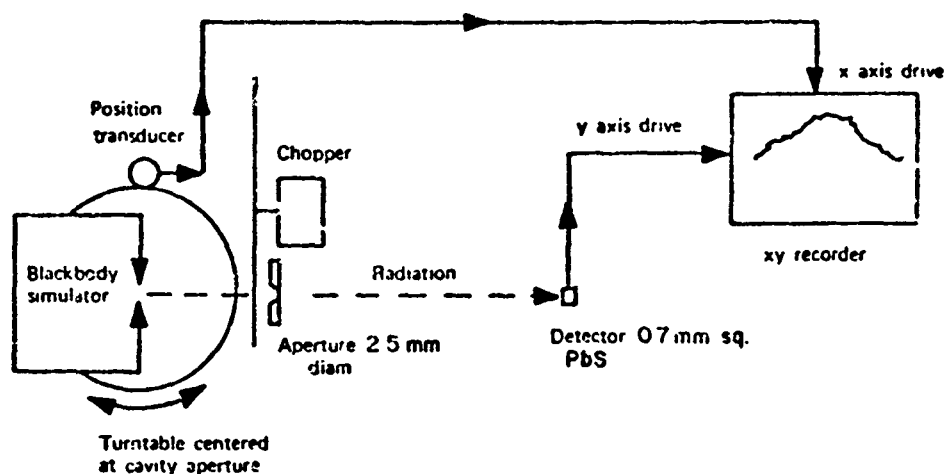 x axis drive
Position
transducer
y axis drive
Chopper
xy recorder
Blackbody
simulator
Radiation
Aperture 2 5 mm
diam
Detector 0 7 mm sq.
PbS
Turntable centered
at cavity aperture